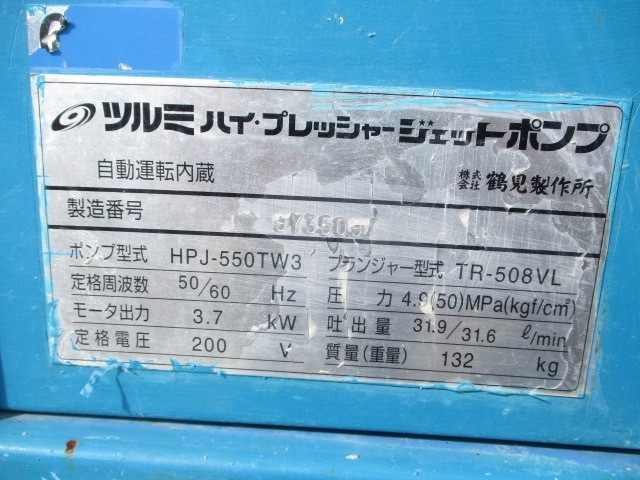 ツルミハイ・プレッシャージェットポンプ
自動運転内蔵 株式会社 鶴見製作所
製造番号
ポンプ型式 HPJ-550TW3 プランジャー型式 TR-508VL
定格周波数 50/60 Hz 圧力 4.9(50)MPa(kgf/cm²)
モータ出力 3.7 kW 吐出量 31.9/31.6 ℓ/min
定格電圧 200 V 質量(重量) 132 kg